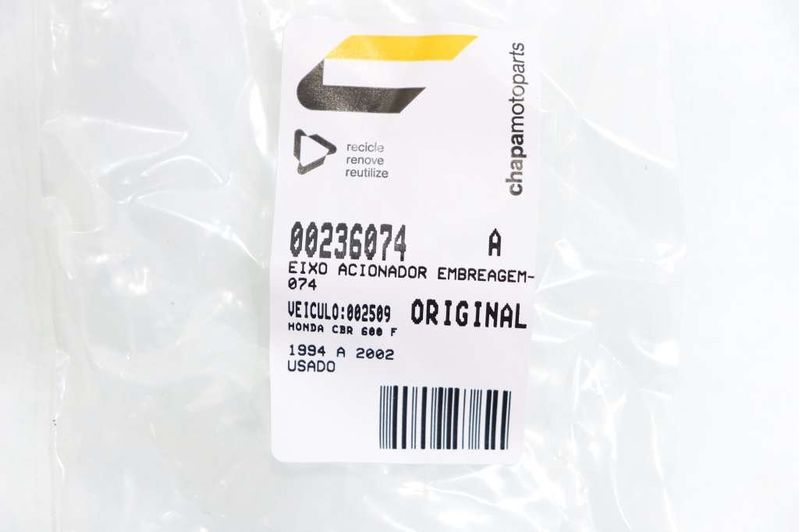 chapamotoparts
recicle
renove
reutilize
00236074 A
EIXO ACIONADOR EMBREAGEM-
074
VEICULO:002509 ORIGINAL
HONDA CBR 600 F
1994 A 2002
USADO